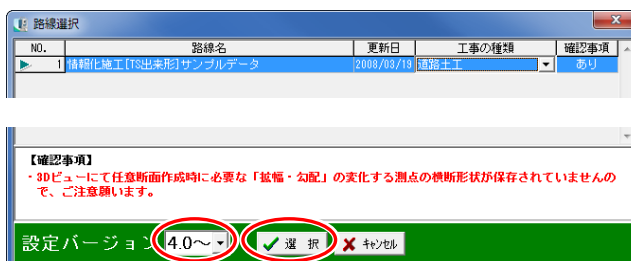 路線選択
NO. 路線名 更新日 工事の種類 確認事項
1 情報化施工[TS出来形]サンプルデータ 2008/03/19 道路土工 あり
【確認事項】
・3Dビューにて任意断面作成時に必要な「拡幅・勾配」の変化する測点の横断形状が保存されていませんの
で、ご注意願います。
設定バージョン 4.0～ 選 択 キャンセル